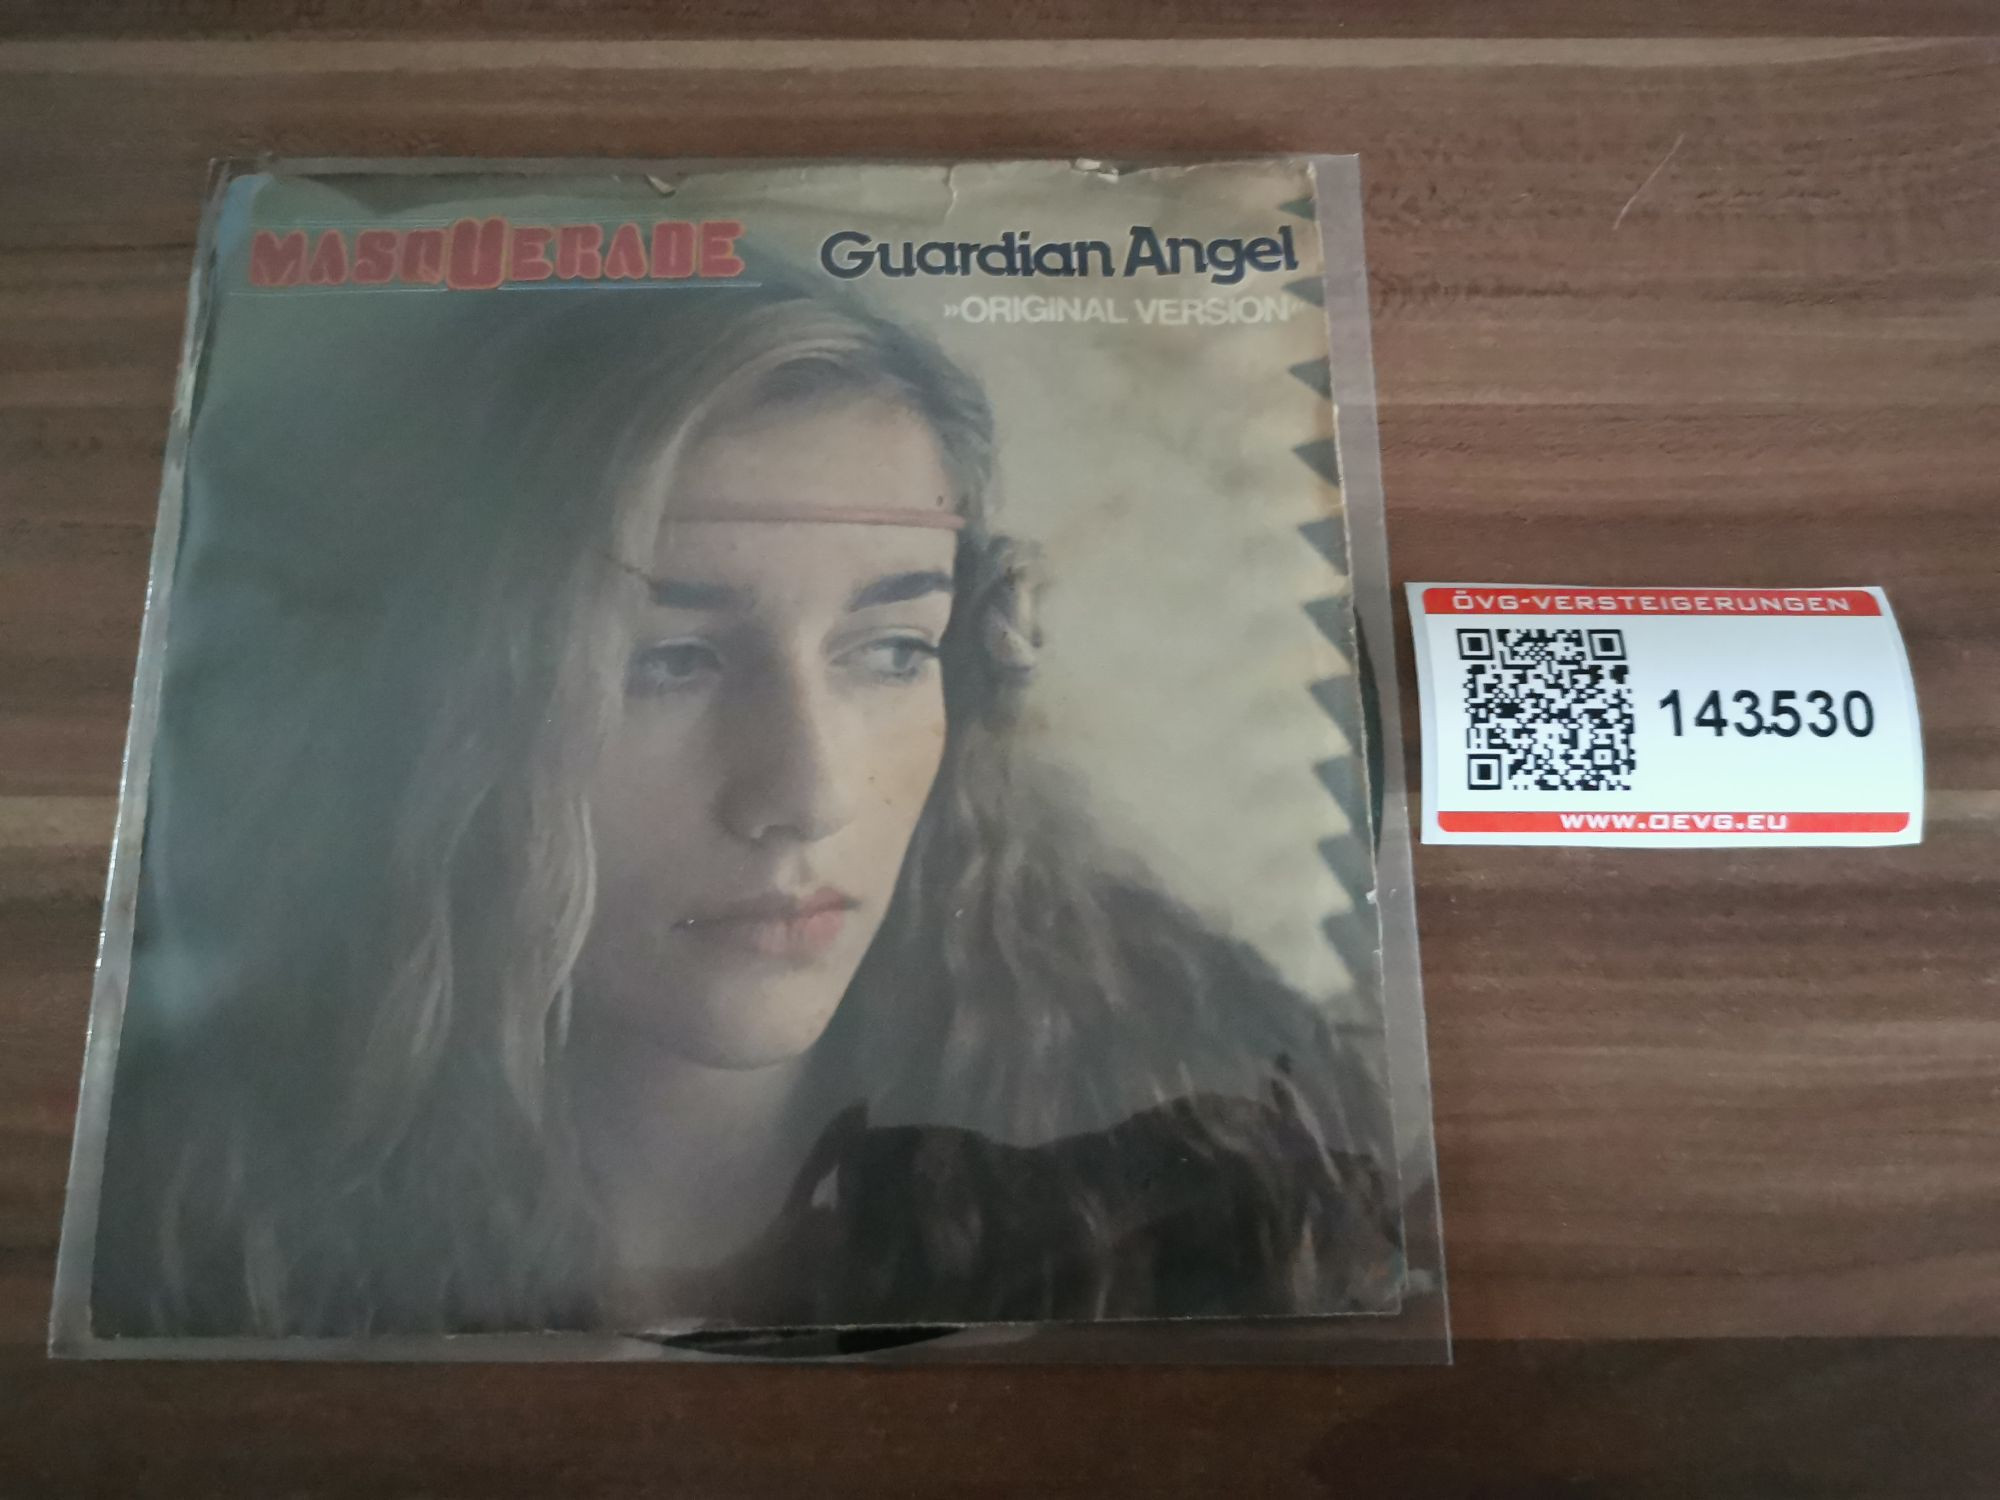 MASQUERADE
Guardian Angel
»ORIGINAL VERSION«
ÖVG-VERSTEIGERUNGEN
143.530
WWW.OEVG.EU